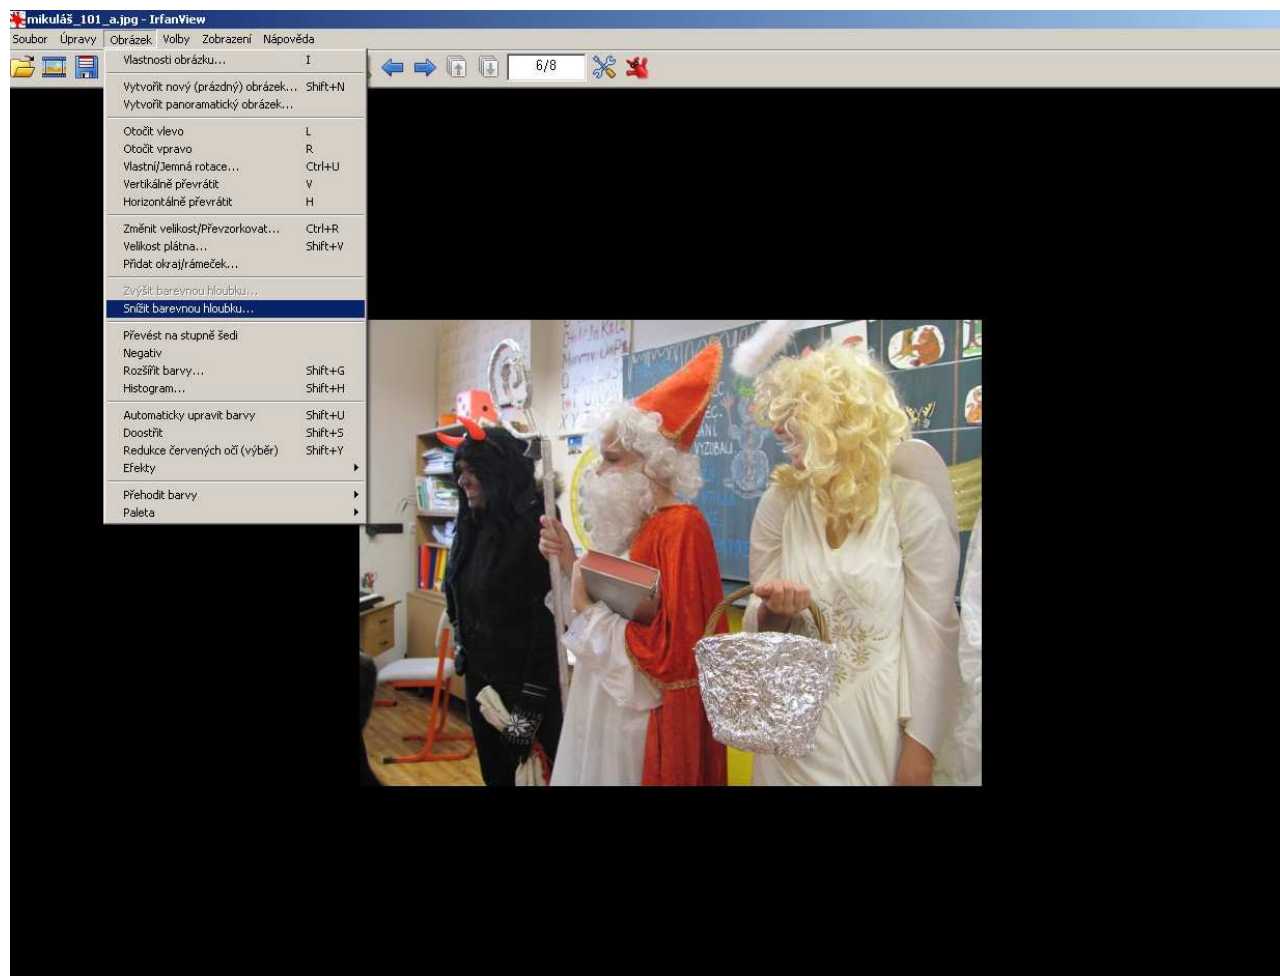 mikuláš_101_a.jpg - IrfanView
Soubor Úpravy Obrázek Volby Zobrazení Nápověda
6/8
Vlastnosti obrázku... I
Vytvořit nový (prázdný) obrázek... Shift+N
Vytvořit panoramatický obrázek...
Otočit vlevo L
Otočit vpravo R
Vlastní/Jemná rotace... Ctrl+U
Vertikálně převrátit V
Horizontálně převrátit H
Změnit velikost/Převzorkovat... Ctrl+R
Velikost plátna... Shift+V
Přidat okraj/rámeček...
Zvýšit barevnou hloubku...
Snížit barevnou hloubku...
Převést na stupně šedi
Negativ
Rozšířit barvy... Shift+G
Histogram... Shift+H
Automaticky upravit barvy Shift+U
Doostřit Shift+S
Redukce červených očí (výběr) Shift+Y
Efekty
Přehodit barvy
Paleta
VYZDOBALI